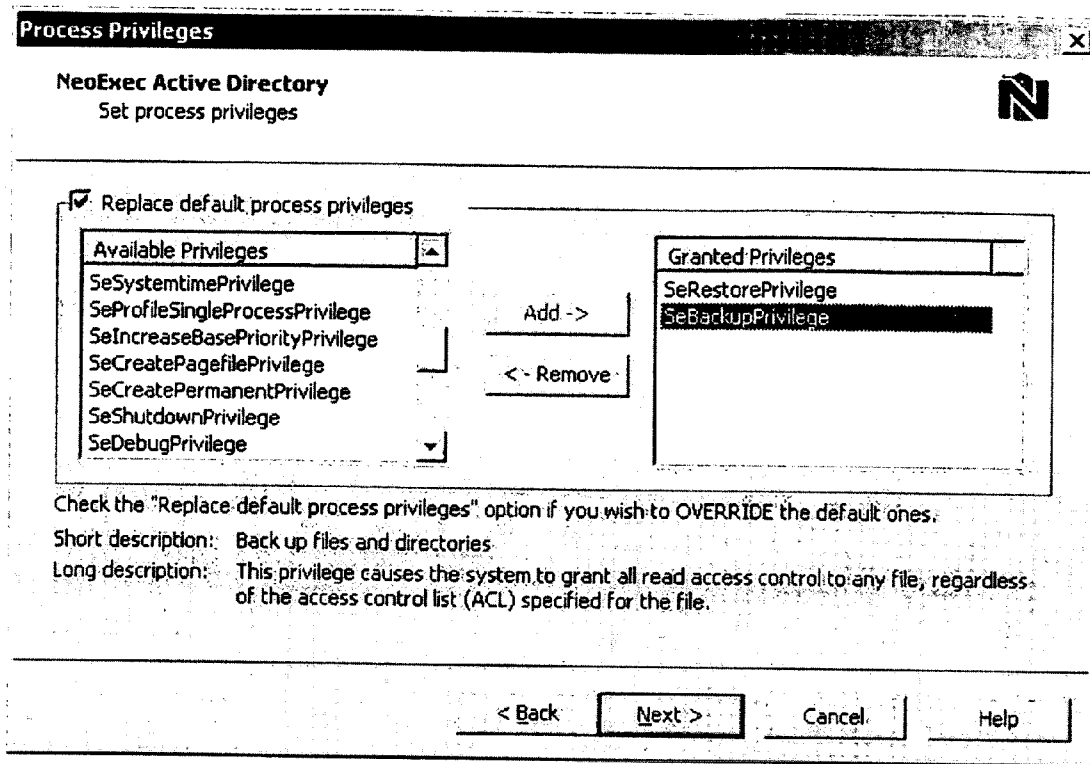 Process Privileges
NeoExec Active Directory
Set process privileges
Replace default process privileges
Available Privileges
SeSystemtimePrivilege
SeProfileSingleProcessPrivilege
SeIncreaseBasePriorityPrivilege
SeCreatePagefilePrivilege
SeCreatePermanentPrivilege
SeShutdownPrivilege
SeDebugPrivilege
Add ->
<- Remove
Granted Privileges
SeRestorePrivilege
SeBackupPrivilege
Check the "Replace default process privileges" option if you wish to OVERRIDE the default ones.
Short description: Back up files and directories
Long description: This privilege causes the system to grant all read access control to any file, regardless
of the access control list (ACL) specified for the file.
< Back Next > Cancel Help